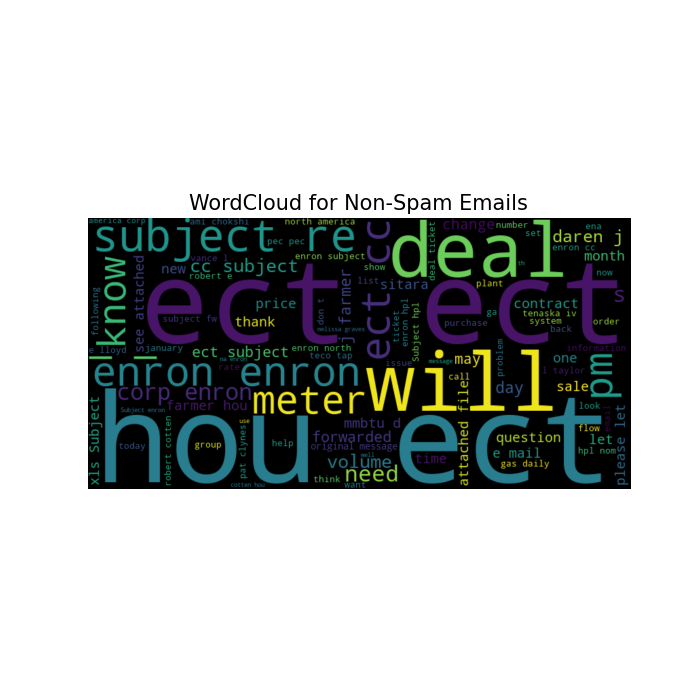 WordCloud for Non-Spam Emails
america corp
ami chokshi
north america
subject re
pec pec
ect cc
deal
deal ticket
change
number
set
ena
daren j
enron cc
month
vance l
enron subject
new
cc subject
robert e
show
list
sitara
plant
th
now
s
l know
see attached
following
ect ect
j farmer
price
don t
thank
subject fw
melissa graves
ticket
enron hpl
Subject hpl
purchase
ga
contract
tenaska iv
system
back
order
e lloyd
january
ect subject
enron north
teco tap
issue
message
may
call
problem
one
information
l taylor
pm
enron enron
na enron
rate
will
day
sale
corp enron
farmer hou
meter
attached file
look
email
please let
xls Subject
Subject enron
hou ect
use
mmbtu d
forwarded
original message
question
flow
let
hpl nom
today
robert cotten
group
pat clynes
help
well
volume
time
e mail
gas daily
think
need
want
cotten hou